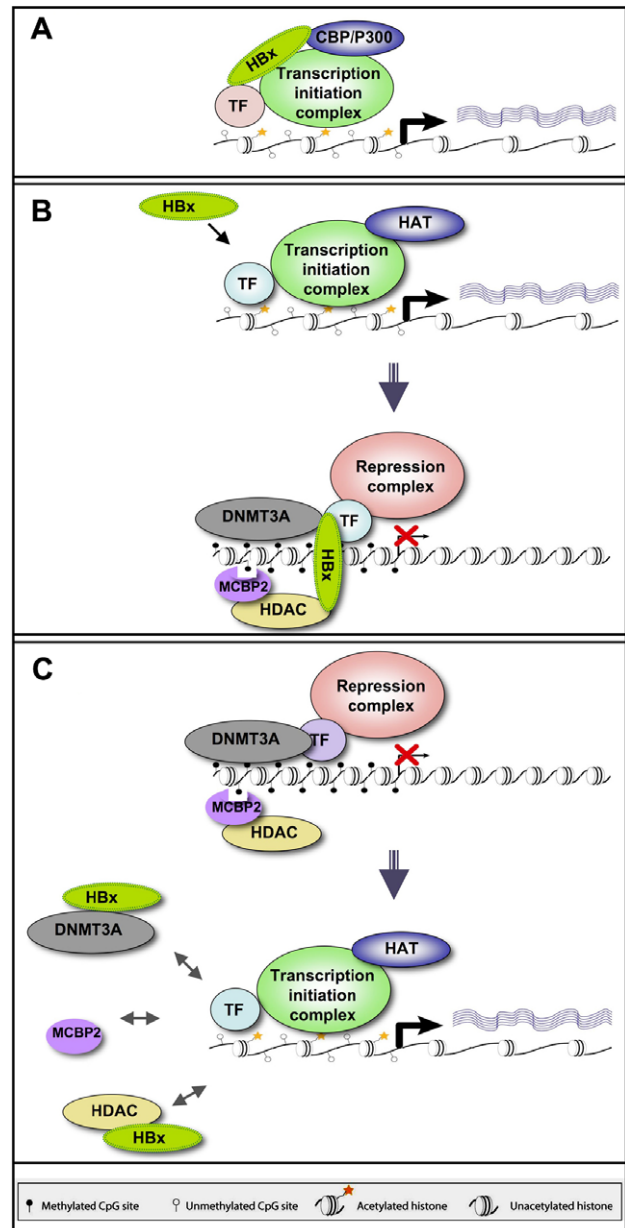 A
HBx
CBP/P300
Transcription
initiation
complex
TF
B
HBx
HAT
Transcription
initiation
complex
TF
Repression
complex
DNMT3A
TF
HBx
MCBP2
HDAC
C
Repression
complex
DNMT3A
TF
MCBP2
HDAC
HBx
DNMT3A
HAT
Transcription
initiation
complex
TF
MCBP2
HDAC
HBx
Methylated CpG site
Unmethylated CpG site
Acetylated histone
Unacetylated histone